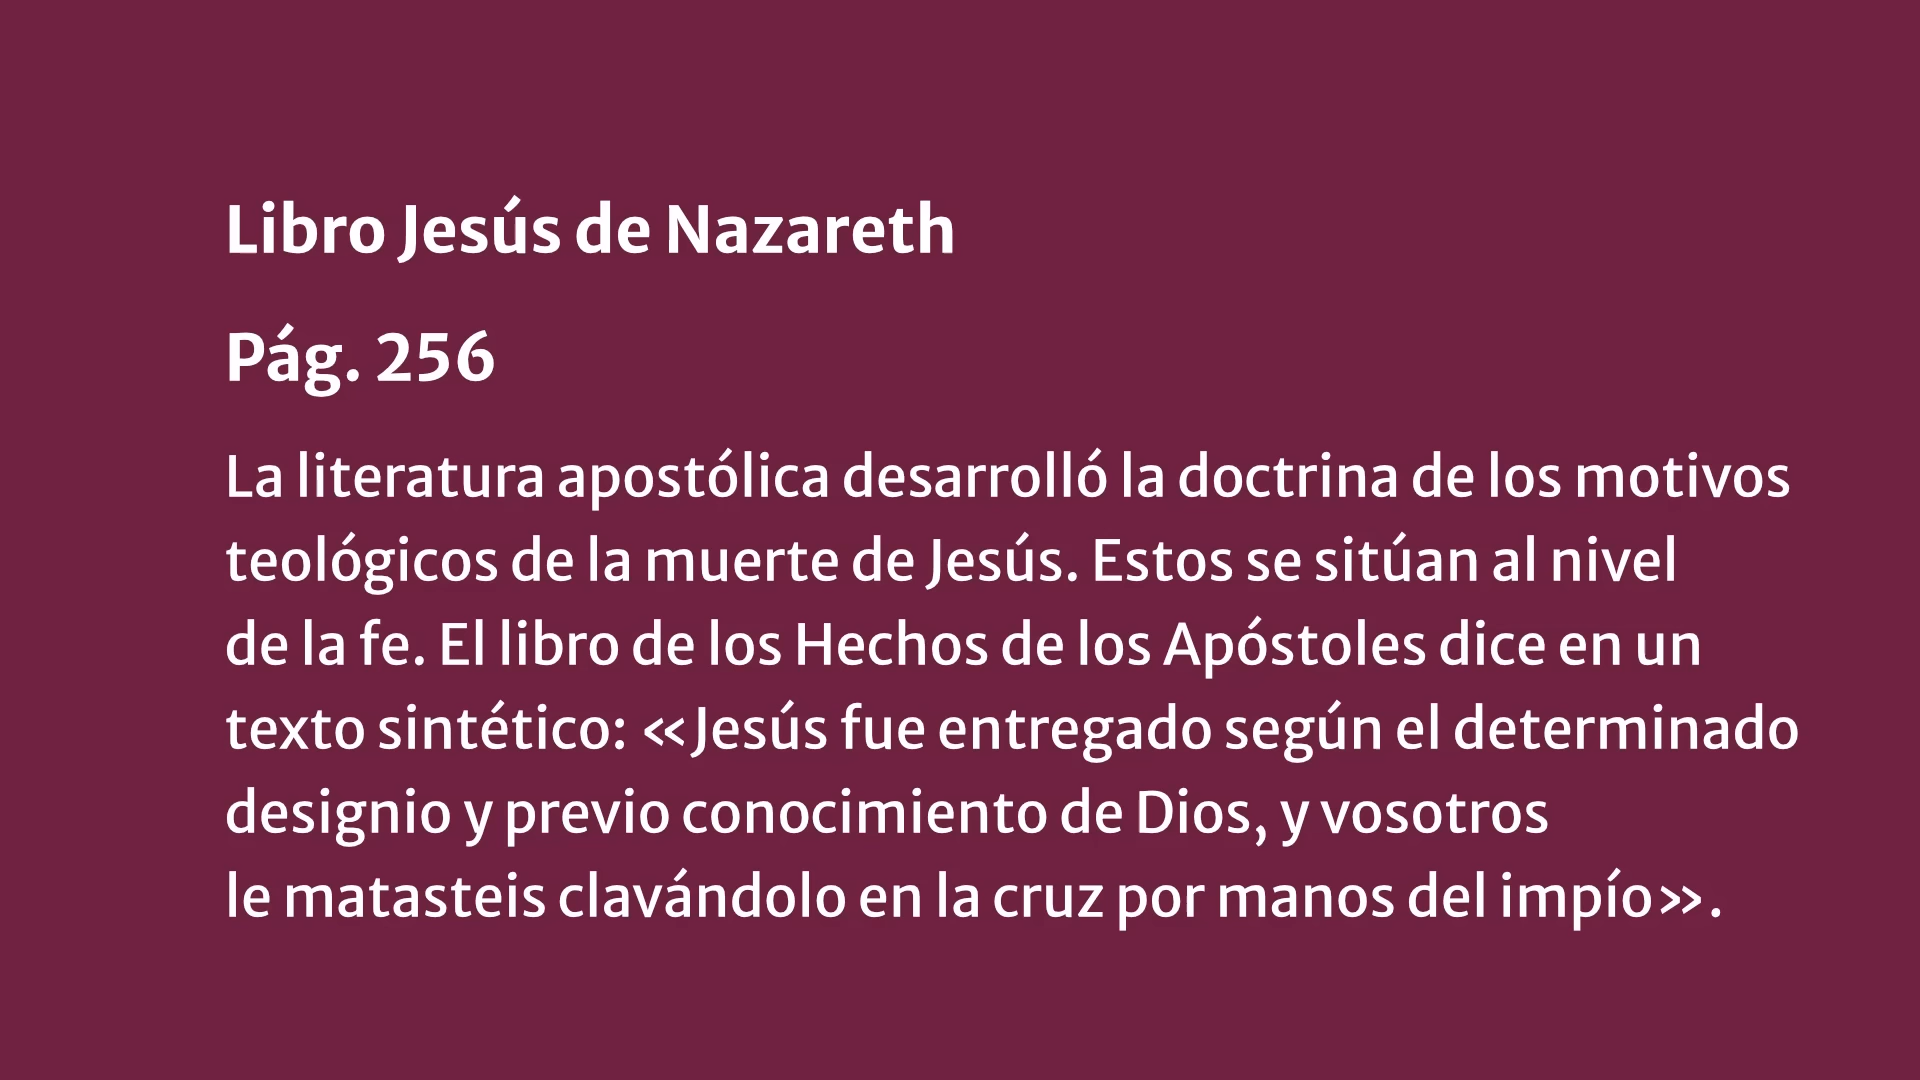 Libro Jesús de Nazareth
Pág. 256
La literatura apostólica desarrolló la doctrina de los motivos
teológicos de la muerte de Jesús. Estos se sitúan al nivel
de la fe. El libro de los Hechos de los Apóstoles dice en un
texto sintético: «Jesús fue entregado según el determinado
designio y previo conocimiento de Dios, y vosotros
le matasteis clavándolo en la cruz por manos del impío».